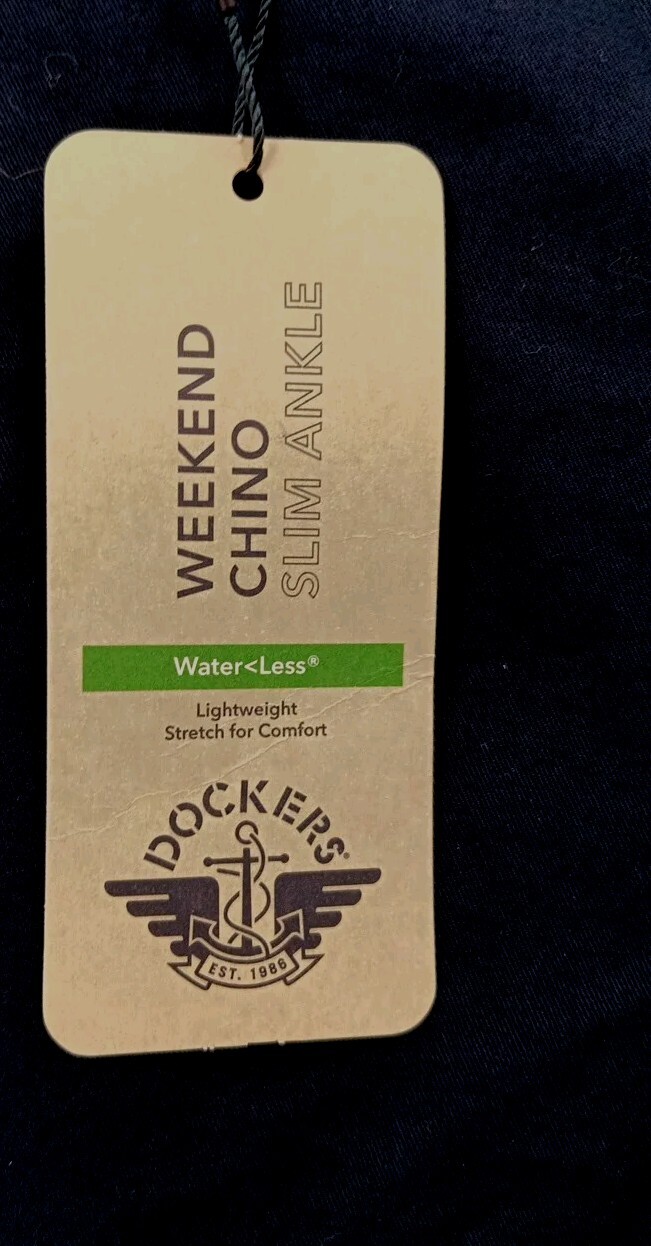 WEEKEND
CHINO
SLIM ANKLE
Water<Less®
Lightweight
Stretch for Comfort
DOCKERS®
EST. 1986